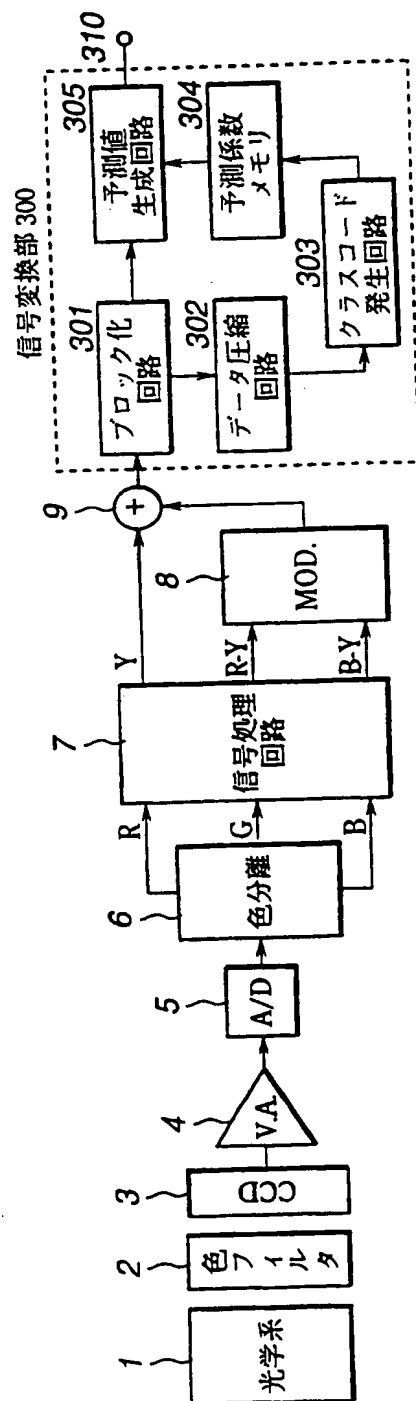 1
光学系
2
色フィルタ
3
CCD
4
V.A.
5
A/D
6
色分離
R
G
B
7
信号処理
回路
Y
R-Y
B-Y
8
MOD.
9
+
信号変換部 300
301
ブロック化
回路
302
データ圧縮
回路
303
クラスコード
発生回路
304
予測係数
メモリ
305
予測値
生成回路
310